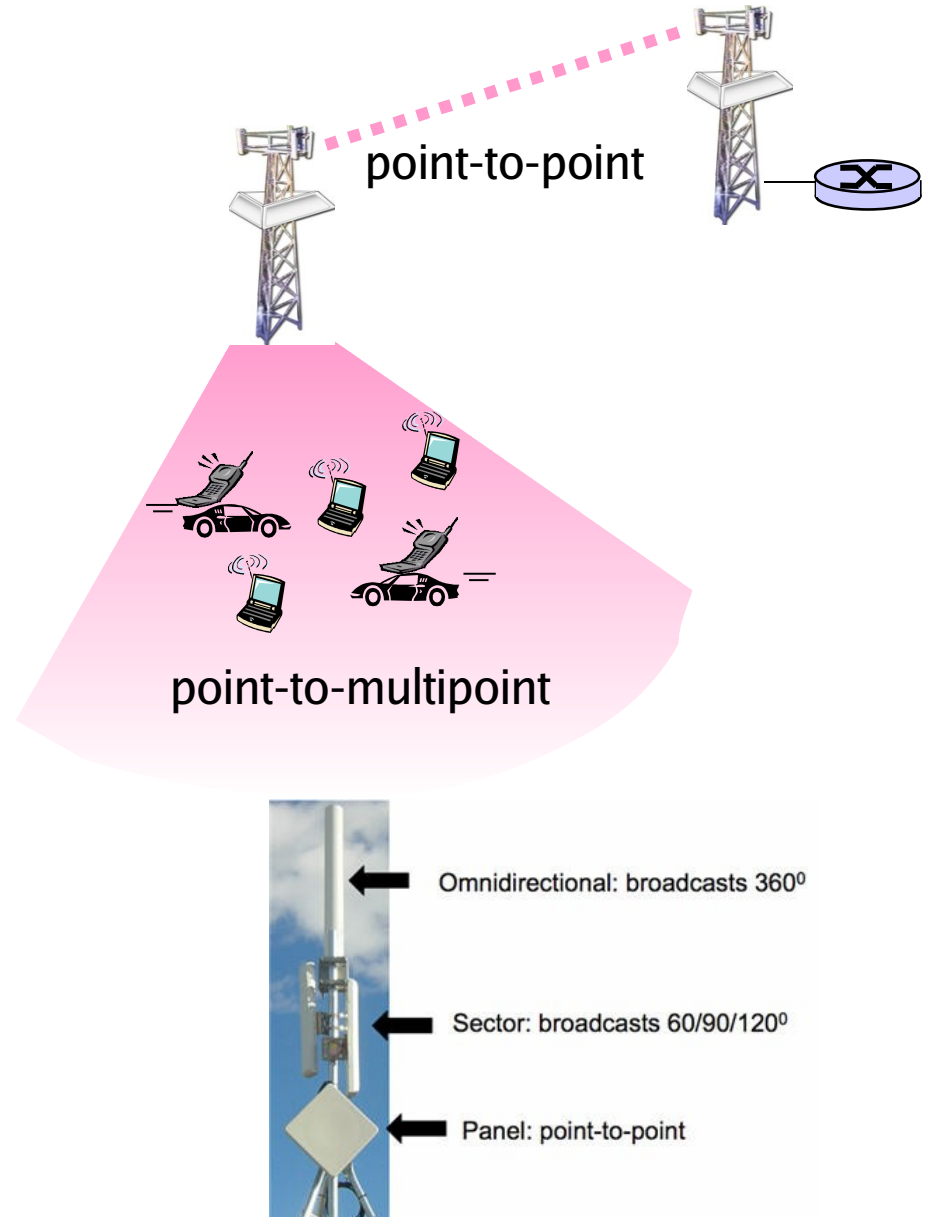 point-to-point
point-to-multipoint
Omnidirectional: broadcasts 360⁰
Sector: broadcasts 60/90/120⁰
Panel: point-to-point